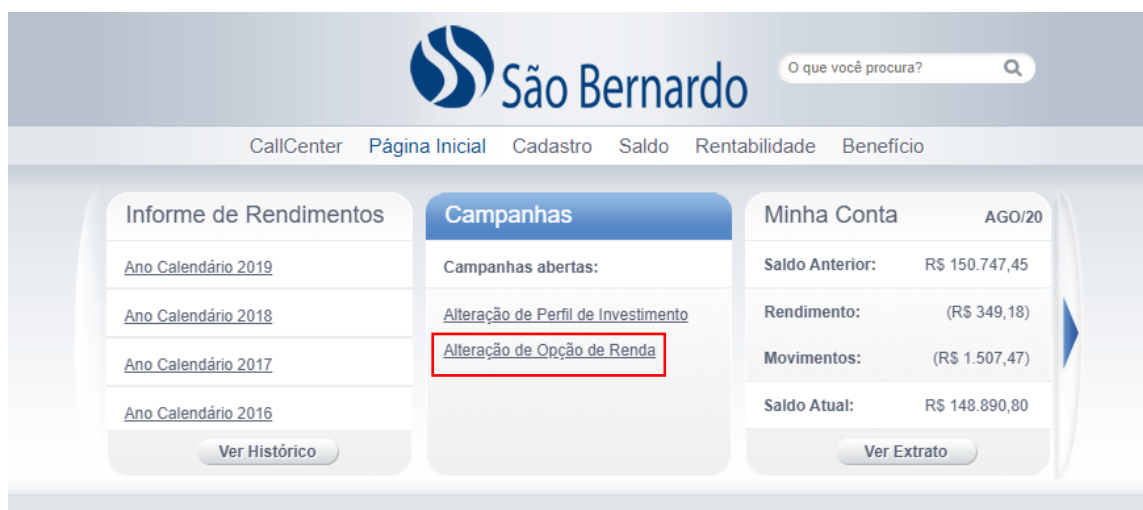 São Bernardo
O que você procura?
CallCenter Página Inicial Cadastro Saldo Rentabilidade Benefício
Informe de Rendimentos
Ano Calendário 2019
Ano Calendário 2018
Ano Calendário 2017
Ano Calendário 2016
Ver Histórico
Campanhas
Campanhas abertas:
Alteração de Perfil de Investimento
Alteração de Opção de Renda
Minha Conta AGO/20
Saldo Anterior: R$ 150.747,45
Rendimento: (R$ 349,18)
Movimentos: (R$ 1.507,47)
Saldo Atual: R$ 148.890,80
Ver Extrato